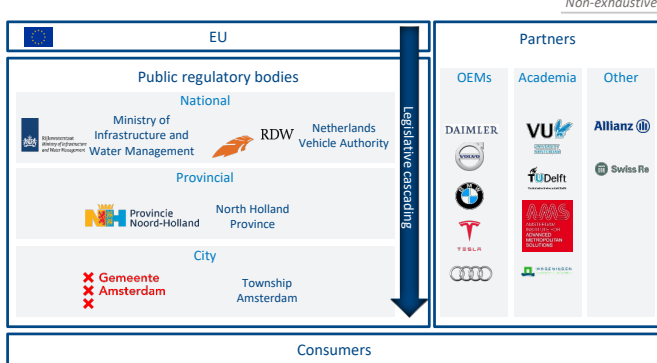 Non-exhaustive
EU
Partners
Public regulatory bodies
National
Rijkswaterstaat
Ministry of Infrastructure
and Water Management
Ministry of
Infrastructure and
Water Management
RDW
Netherlands
Vehicle Authority
Provincial
Provincie
Noord-Holland
North Holland
Province
City
Gemeente
Amsterdam
Township
Amsterdam
Legislative cascading
OEMs
DAIMLER
VOLVO
TESLA
Academia
VU
UNIVERSITY
AMSTERDAM
TUDelft
AMS
AMSTERDAM
INSTITUTE FOR
ADVANCED
METROPOLITAN
SOLUTIONS
WAGENINGEN
Other
Allianz
Swiss Re
Consumers